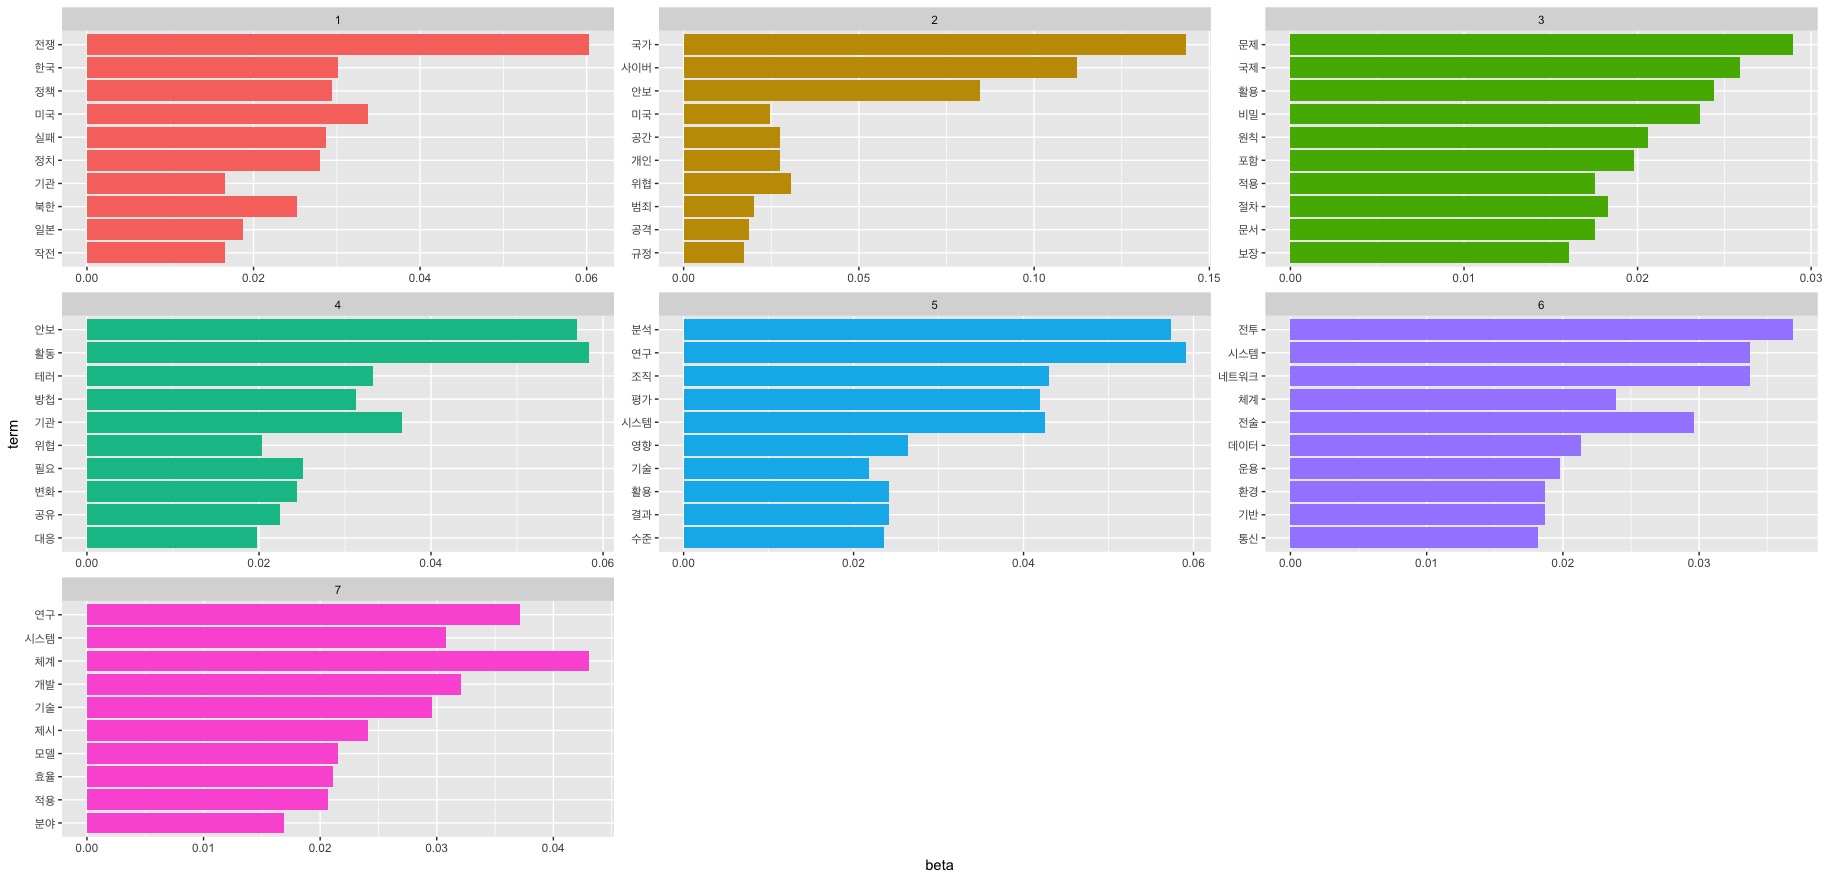 1
전쟁
한국
정책
미국
실패
정치
기관
북한
일본
작전
0.00 0.02 0.04 0.06
2
국가
사이버
안보
미국
공간
개인
위협
범죄
공격
규정
0.00 0.05 0.10 0.15
3
문제
국제
활용
비밀
원칙
포함
적용
절차
문서
보장
0.00 0.01 0.02 0.03
4
안보
활동
테러
방첩
기관
위협
필요
변화
공유
대응
0.00 0.02 0.04 0.06
5
분석
연구
조직
평가
시스템
영향
기술
활용
결과
수준
0.00 0.02 0.04 0.06
6
전투
시스템
네트워크
체계
전술
데이터
운용
환경
기반
통신
0.00 0.01 0.02 0.03
7
연구
시스템
체계
개발
기술
제시
모델
효율
적용
분야
0.00 0.01 0.02 0.03 0.04
term
beta